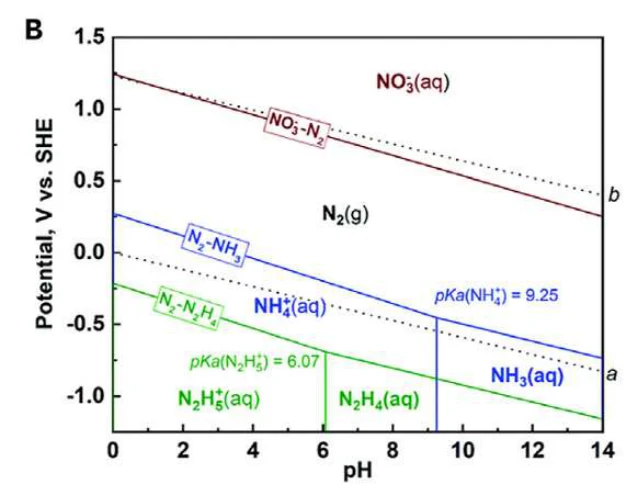 B
1.5
1.0
0.5
0.0
-0.5
-1.0
Potential, V vs. SHE
NO₃⁻(aq)
NO₃⁻-N₂
b
N₂(g)
N₂-NH₃
NH₄⁺(aq)
pKa(NH₄⁺) = 9.25
N₂-N₂H₄
pKa(N₂H₅⁺) = 6.07
NH₃(aq)
a
N₂H₅⁺(aq)
N₂H₄(aq)
0 2 4 6 8 10 12 14
pH